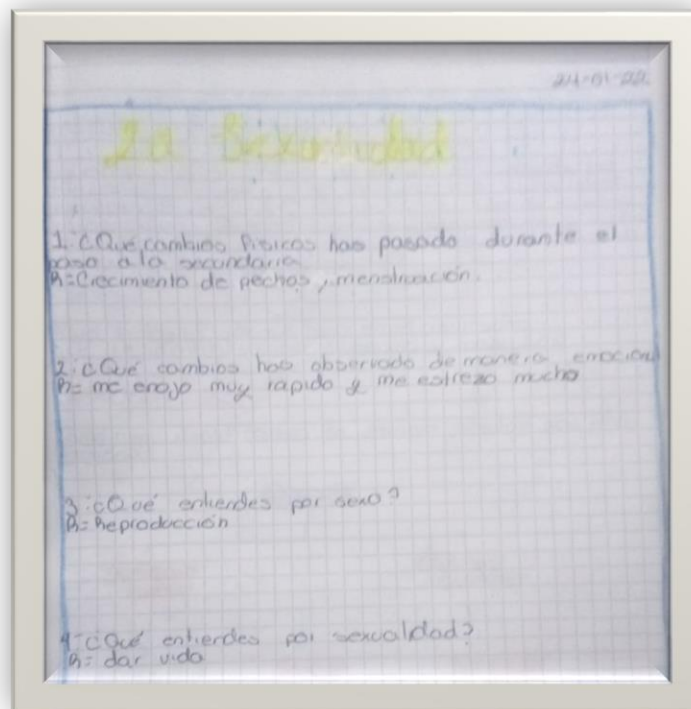 24-01-22
La Sexualidad
1. ¿Que cambios fisicos has pasado durante el
paso a la secundaria
R= Crecimiento de pechos, menstruación.
2. ¿Qué cambios has observado de manera emocional
R= me enojo muy rapido y me estrezo mucho
3. ¿Qué entiendes por sexo?
R= Reproducción
4. ¿Qué entiendes por sexualidad?
R= dar vida